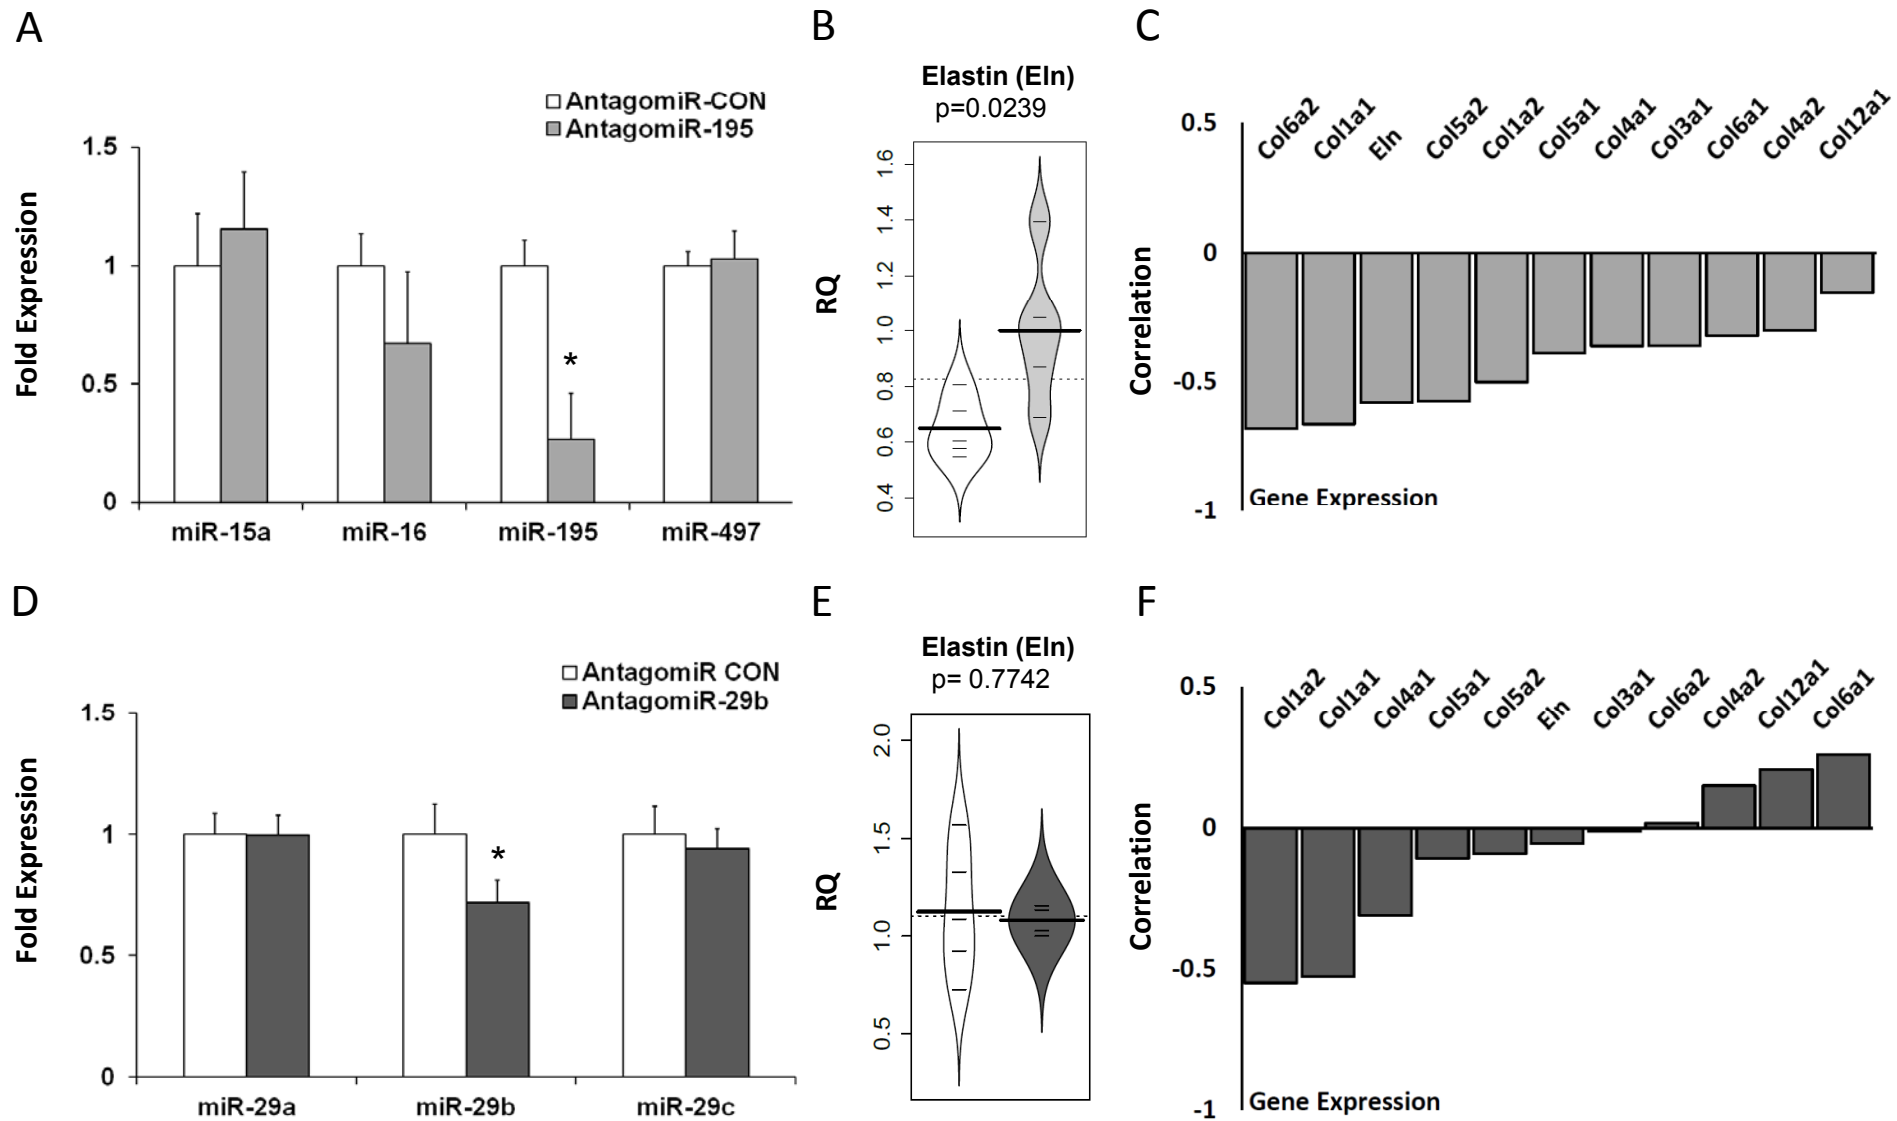 A
AntagomiR-CON
AntagomiR-195
Fold Expression
1.5
1
0.5
0
*
miR-15a miR-16 miR-195 miR-497
B
Elastin (Eln)
p=0.0239
RQ
1.6
1.4
1.2
1.0
0.8
0.6
0.4
C
Col6a2 Col1a1 Eln Col5a2 Col1a2 Col5a1 Col4a1 Col3a1 Col6a1 Col4a2 Col12a1
Correlation
0.5
0
-0.5
-1
Gene Expression
D
AntagomiR CON
AntagomiR-29b
Fold Expression
1.5
1
0.5
0
*
miR-29a miR-29b miR-29c
E
Elastin (Eln)
p= 0.7742
RQ
2.0
1.5
1.0
0.5
F
Col1a2 Col1a1 Col4a1 Col5a1 Col5a2 Eln Col3a1 Col6a2 Col4a2 Col12a1 Col6a1
Correlation
0.5
0
-0.5
-1
Gene Expression